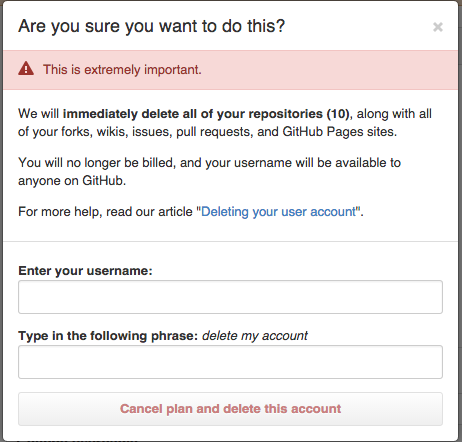 Are you sure you want to do this? ×
This is extremely important.
We will immediately delete all of your repositories (10), along with all
of your forks, wikis, issues, pull requests, and GitHub Pages sites.
You will no longer be billed, and your username will be available to
anyone on GitHub.
For more help, read our article "Deleting your user account".
Enter your username:
Type in the following phrase: delete my account
Cancel plan and delete this account